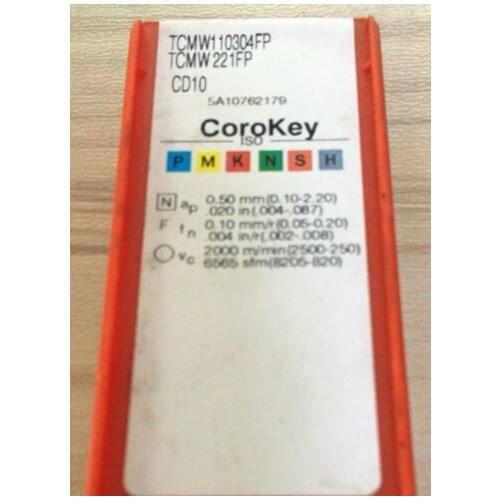 TCMW110304FP
TCMW 221FP
CD10
5A10762179
CoroKey
ISO
P M K N S H
N ap 0.50 mm(0.10-2.20)
.020 in(.004-.087)
F fn 0.10 mm/r(0.05-0.20)
.004 in/r(.002-.008)
vc 2000 m/min(2500-250)
6565 sfm(8205-820)